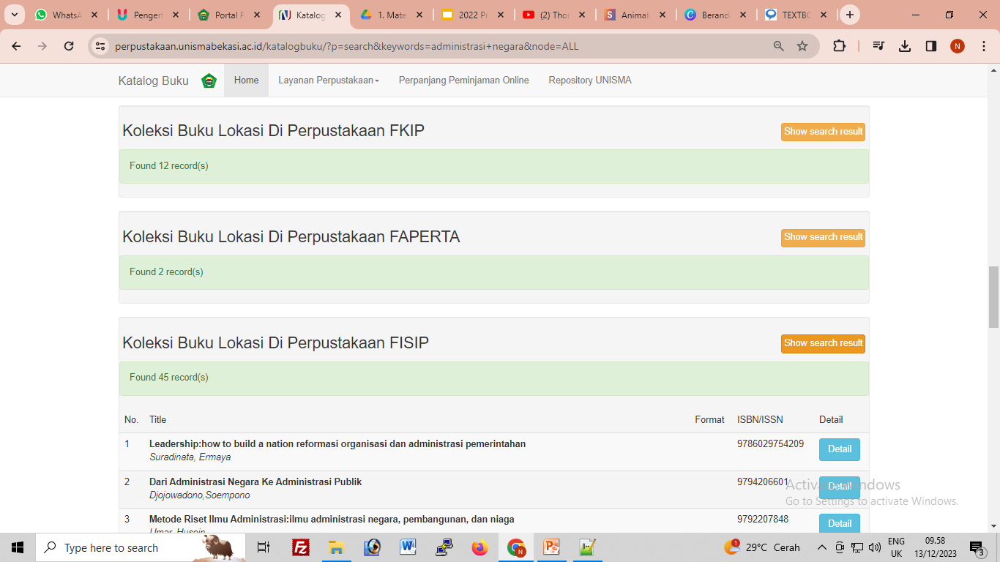 WhatsA
Pengert
Portal P
Katalog
1. Mate
2022 Pr
(2) Thor
Animat
Berand
TEXTBO
perpustakaan.unismabekasi.ac.id/katalogbuku/?p=search&keywords=administrasi+negara&node=ALL
N
Katalog Buku
Home
Layanan Perpustakaan
Perpanjang Peminjaman Online
Repository UNISMA
Koleksi Buku Lokasi Di Perpustakaan FKIP
Show search result
Found 12 record(s)
Koleksi Buku Lokasi Di Perpustakaan FAPERTA
Show search result
Found 2 record(s)
Koleksi Buku Lokasi Di Perpustakaan FISIP
Show search result
Found 45 record(s)
No. Title Format ISBN/ISSN Detail
1 Leadership:how to build a nation reformasi organisasi dan administrasi pemerintahan 9786029754209 Detail
Suradinata, Ermaya
2 Dari Administrasi Negara Ke Administrasi Publik 9794206601 Detail
Djojowadono,Soempono
3 Metode Riset Ilmu Administrasi:ilmu administrasi negara, pembangunan, dan niaga 9792207848 Detail
Umar, Husein
Activate Windows
Go to Settings to activate Windows.
Type here to search
29°C Cerah
ENG
UK
09.58
13/12/2023
3